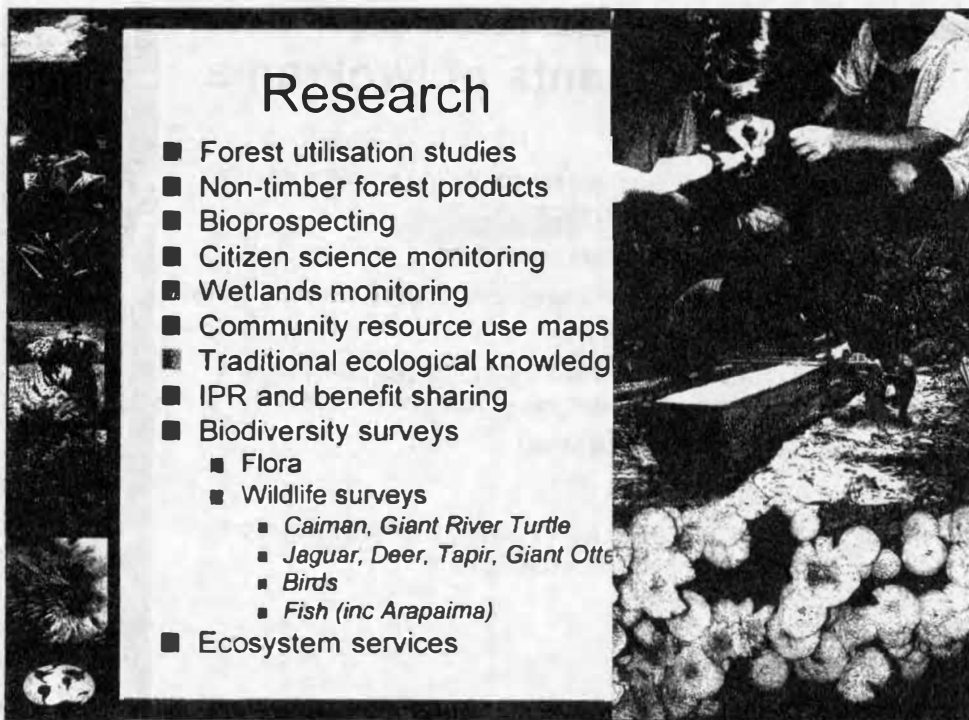 Research
■ Forest utilisation studies
■ Non-timber forest products
■ Bioprospecting
■ Citizen science monitoring
■ Wetlands monitoring
■ Community resource use maps
■ Traditional ecological knowledg
■ IPR and benefit sharing
■ Biodiversity surveys
■ Flora
■ Wildlife surveys
■ Caiman, Giant River Turtle
■ Jaguar, Deer, Tapir, Giant Otte
■ Birds
■ Fish (inc Arapaima)
■ Ecosystem services